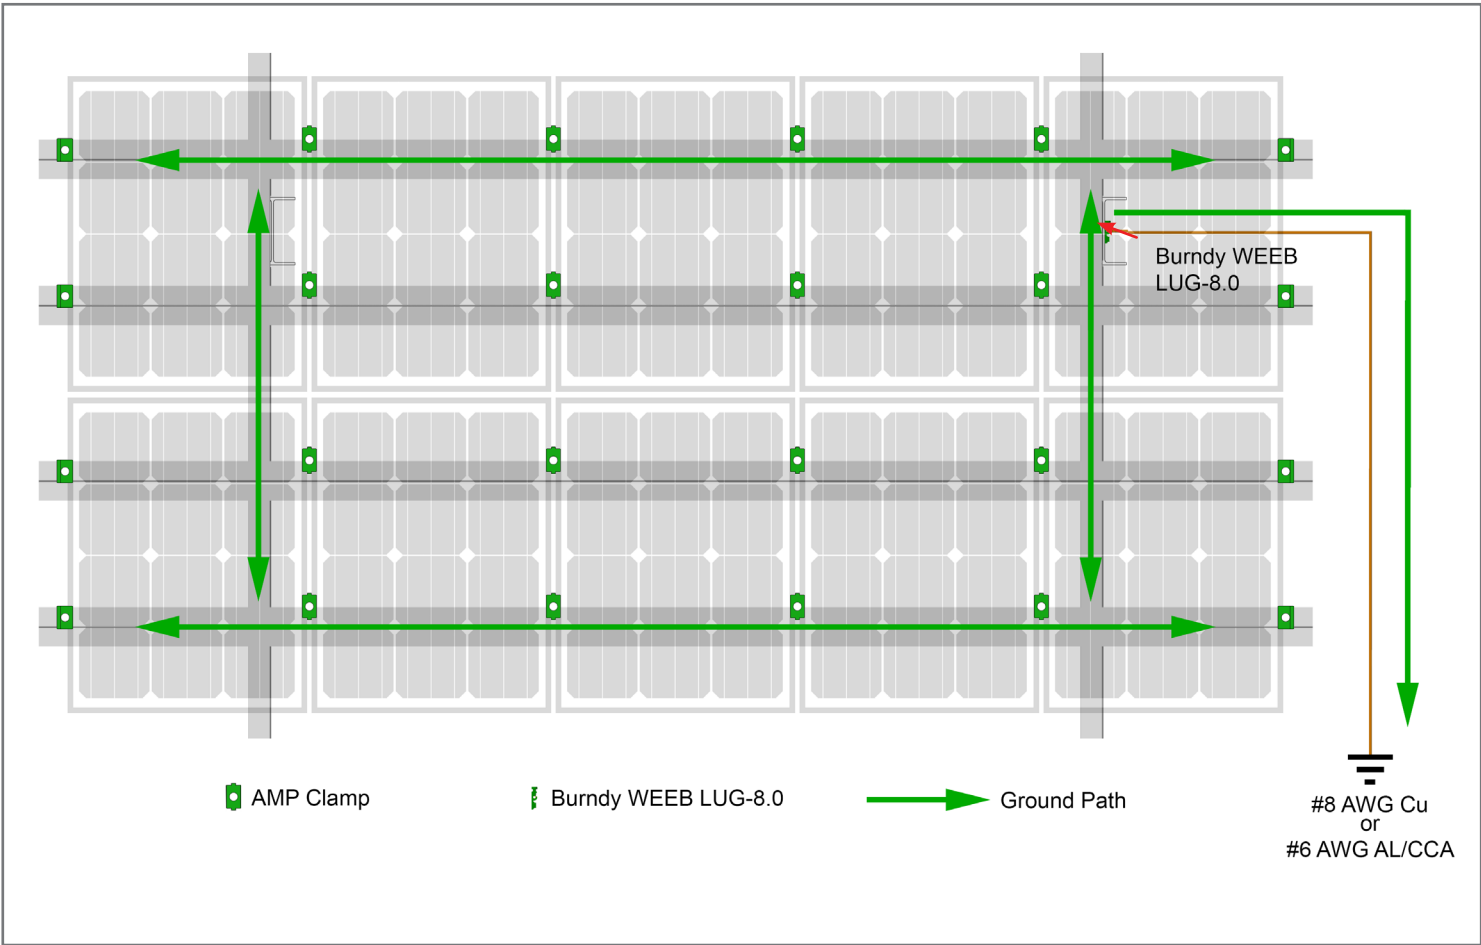 Burndy WEEB
LUG-8.0
AMP Clamp
Burndy WEEB LUG-8.0
Ground Path
#8 AWG Cu
or
#6 AWG AL/CCA